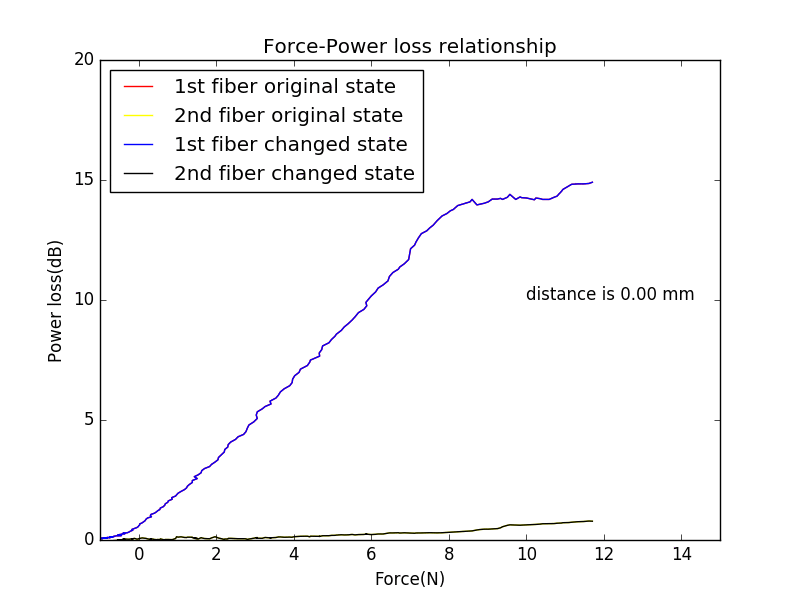 Force-Power loss relationship
20
1st fiber original state
2nd fiber original state
1st fiber changed state
2nd fiber changed state
15
Power loss(dB)
10
distance is 0.00 mm
5
0
0 2 4 6 8 10 12 14
Force(N)